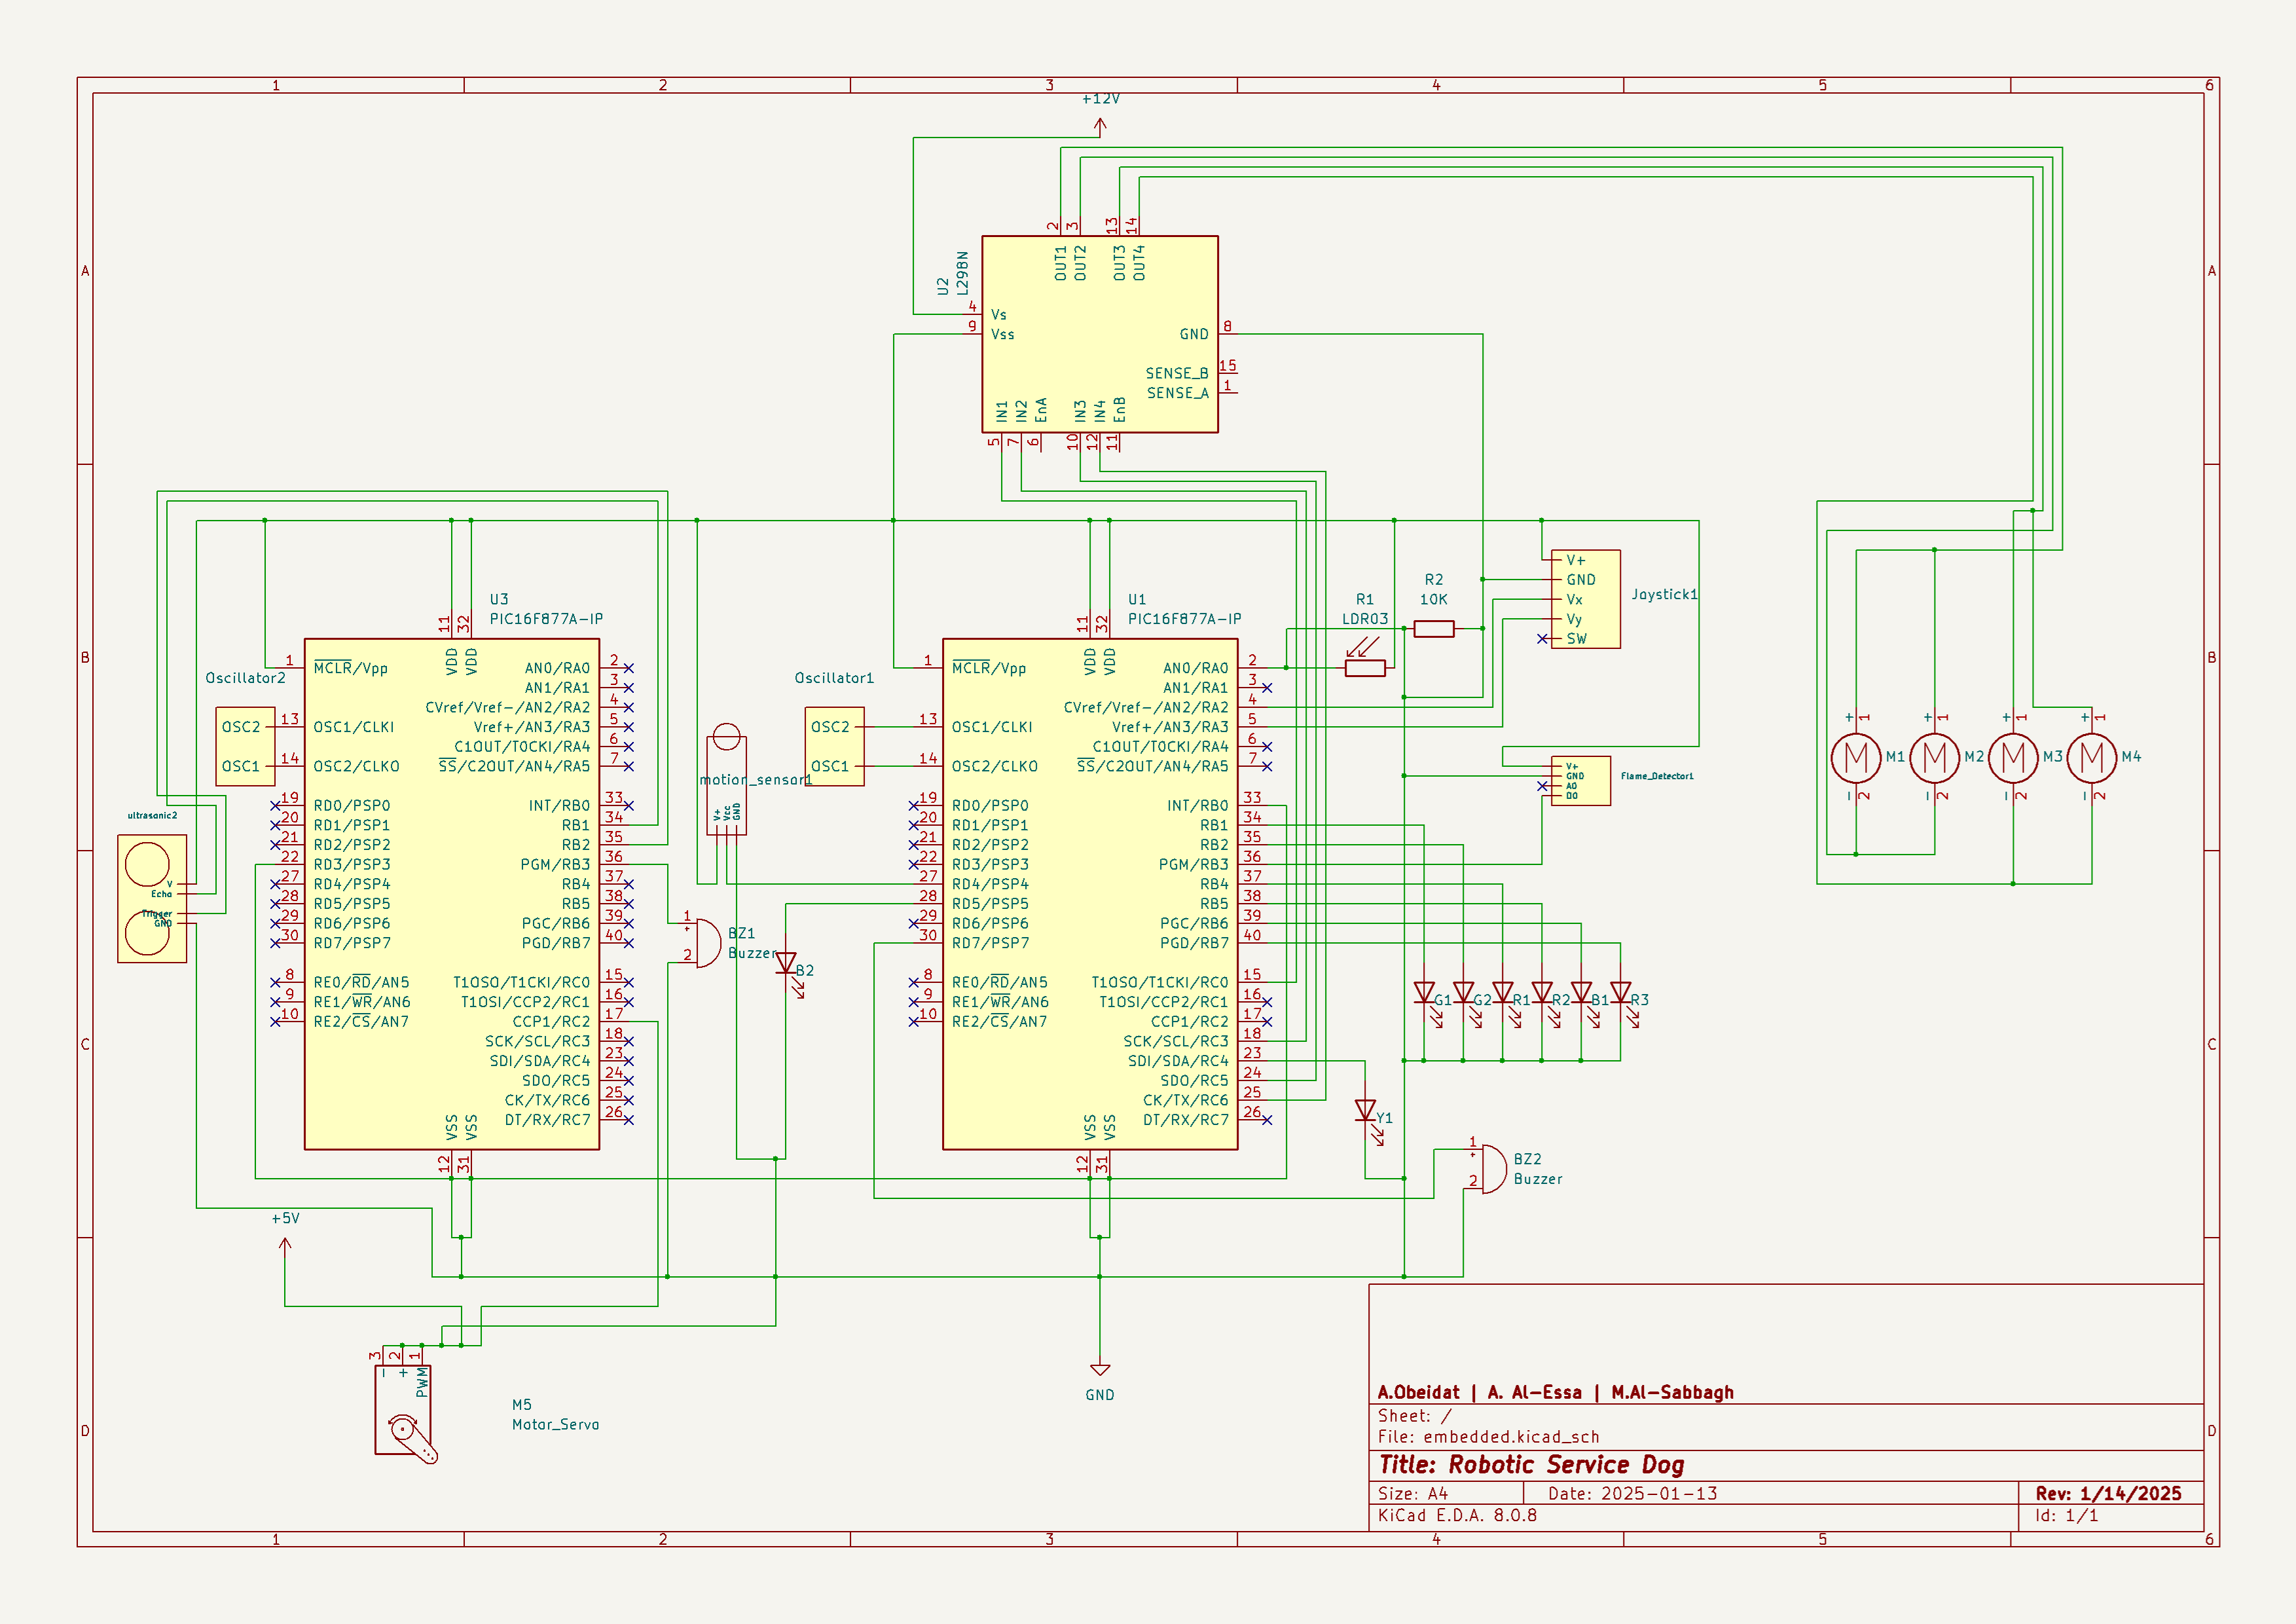 1 2 3 4 5 6
A
B
C
D
+12V
2 3 13 14
OUT1 OUT2 OUT3 OUT4
U2
L298N
4 Vs
9 Vss
GND 8
SENSE_B 15
SENSE_A 1
IN1 IN2 EnA IN3 IN4 EnB
5 7 6 10 12 11
U3
PIC16F877A-IP
11 32
VDD VDD
1 MCLR/Vpp AN0/RA0 2
AN1/RA1 3
CVref/Vref-/AN2/RA2 4
13 OSC1/CLKI Vref+/AN3/RA3 5
C1OUT/T0CKI/RA4 6
14 OSC2/CLKO SS/C2OUT/AN4/RA5 7
19 RD0/PSP0 INT/RB0 33
20 RD1/PSP1 RB1 34
21 RD2/PSP2 RB2 35
22 RD3/PSP3 PGM/RB3 36
27 RD4/PSP4 RB4 37
28 RD5/PSP5 RB5 38
29 RD6/PSP6 PGC/RB6 39
30 RD7/PSP7 PGD/RB7 40
8 RE0/RD/AN5 T1OSO/T1CKI/RC0 15
9 RE1/WR/AN6 T1OSI/CCP2/RC1 16
10 RE2/CS/AN7 CCP1/RC2 17
SCK/SCL/RC3 18
SDI/SDA/RC4 23
SDO/RC5 24
CK/TX/RC6 25
DT/RX/RC7 26
VSS VSS
12 31
Oscillator2
OSC2
OSC1
ultrasonic2
V
Echo
Trigger
GND
motion_sensor1
V+ Vcc GND
1
+
2
BZ1
Buzzer
B2
Oscillator1
OSC2
OSC1
U1
PIC16F877A-IP
11 32
VDD VDD
1 MCLR/Vpp AN0/RA0 2
AN1/RA1 3
CVref/Vref-/AN2/RA2 4
13 OSC1/CLKI Vref+/AN3/RA3 5
C1OUT/T0CKI/RA4 6
14 OSC2/CLKO SS/C2OUT/AN4/RA5 7
19 RD0/PSP0 INT/RB0 33
20 RD1/PSP1 RB1 34
21 RD2/PSP2 RB2 35
22 RD3/PSP3 PGM/RB3 36
27 RD4/PSP4 RB4 37
28 RD5/PSP5 RB5 38
29 RD6/PSP6 PGC/RB6 39
30 RD7/PSP7 PGD/RB7 40
8 RE0/RD/AN5 T1OSO/T1CKI/RC0 15
9 RE1/WR/AN6 T1OSI/CCP2/RC1 16
10 RE2/CS/AN7 CCP1/RC2 17
SCK/SCL/RC3 18
SDI/SDA/RC4 23
SDO/RC5 24
CK/TX/RC6 25
DT/RX/RC7 26
VSS VSS
12 31
R1
LDR03
R2
10K
Joystick1
V+
GND
Vx
Vy
SW
Flame_Detector1
V+
GND
A0
D0
G1 G2 R1 R2 B1 R3
Y1
1
+
2
BZ2
Buzzer
+ 1 + 1 + 1 + 1
M M1 M M2 M M3 M M4
- 2 - 2 - 2 - 2
+5V
3 2 1
- + PWM
M5
Motor_Servo
GND
A.Obeidat | A. Al-Essa | M.Al-Sabbagh
Sheet: /
File: embedded.kicad_sch
Title: Robotic Service Dog
Size: A4 Date: 2025-01-13 Rev: 1/14/2025
KiCad E.D.A. 8.0.8 Id: 1/1
A
B
C
D
1 2 3 4 5 6